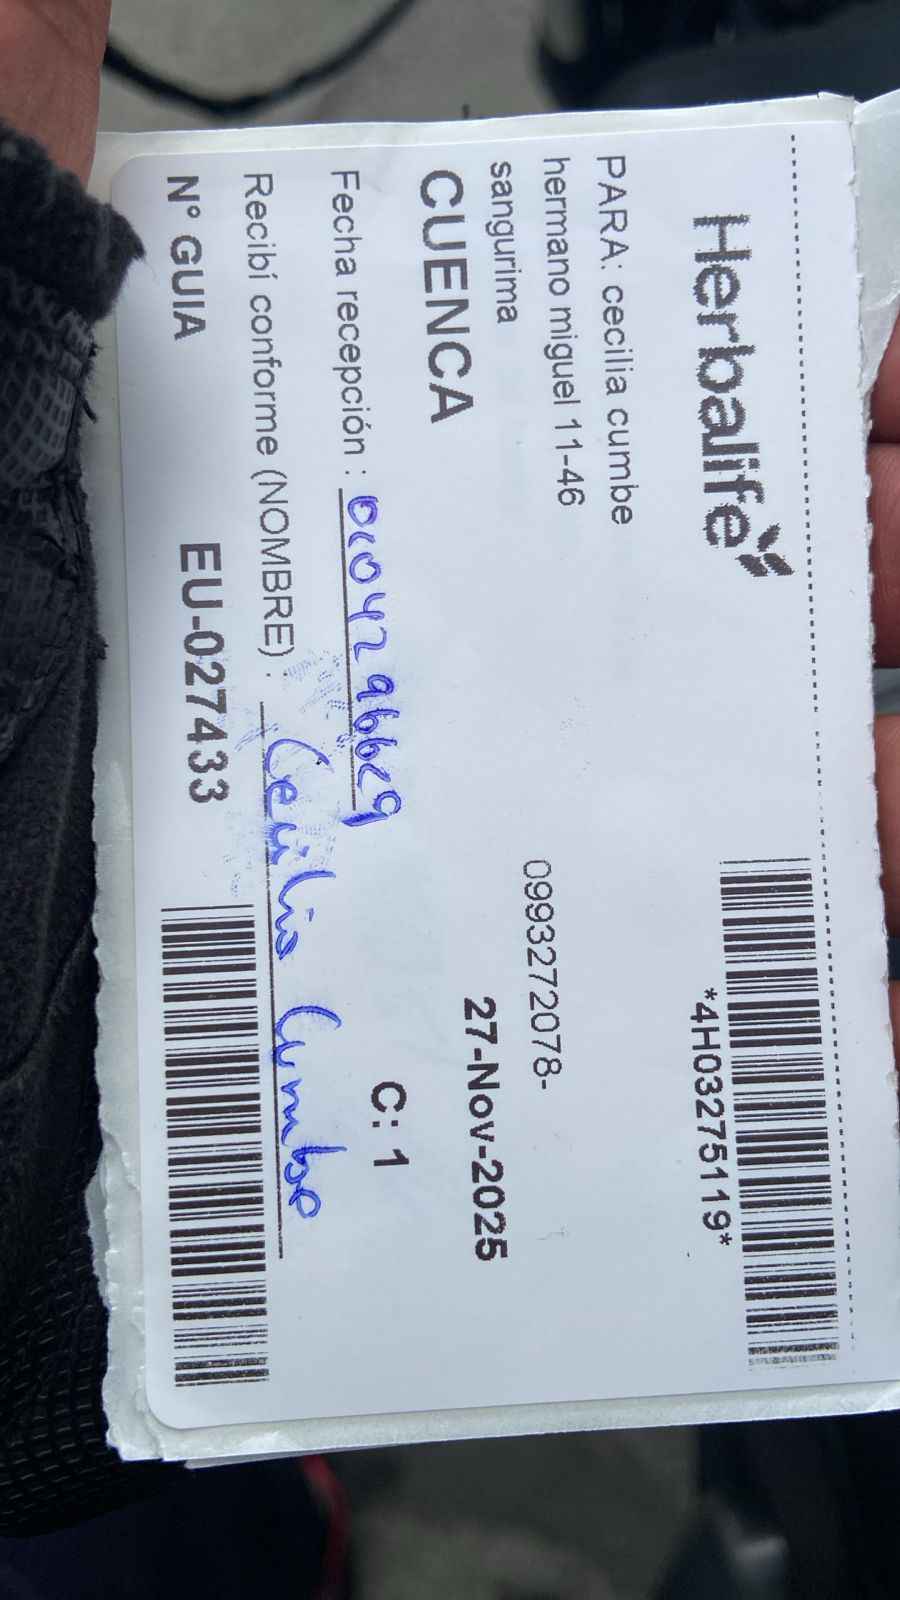 Herbalife
*4H03275119*
PARA: cecilia cumbe
hermano miguel 11-46
sangurima
0993272078-
CUENCA
27-Nov-2025
Fecha recepción :
C: 1
Recibí conforme (NOMBRE) : Cecilia Cumbe
N° GUIA EU-027433